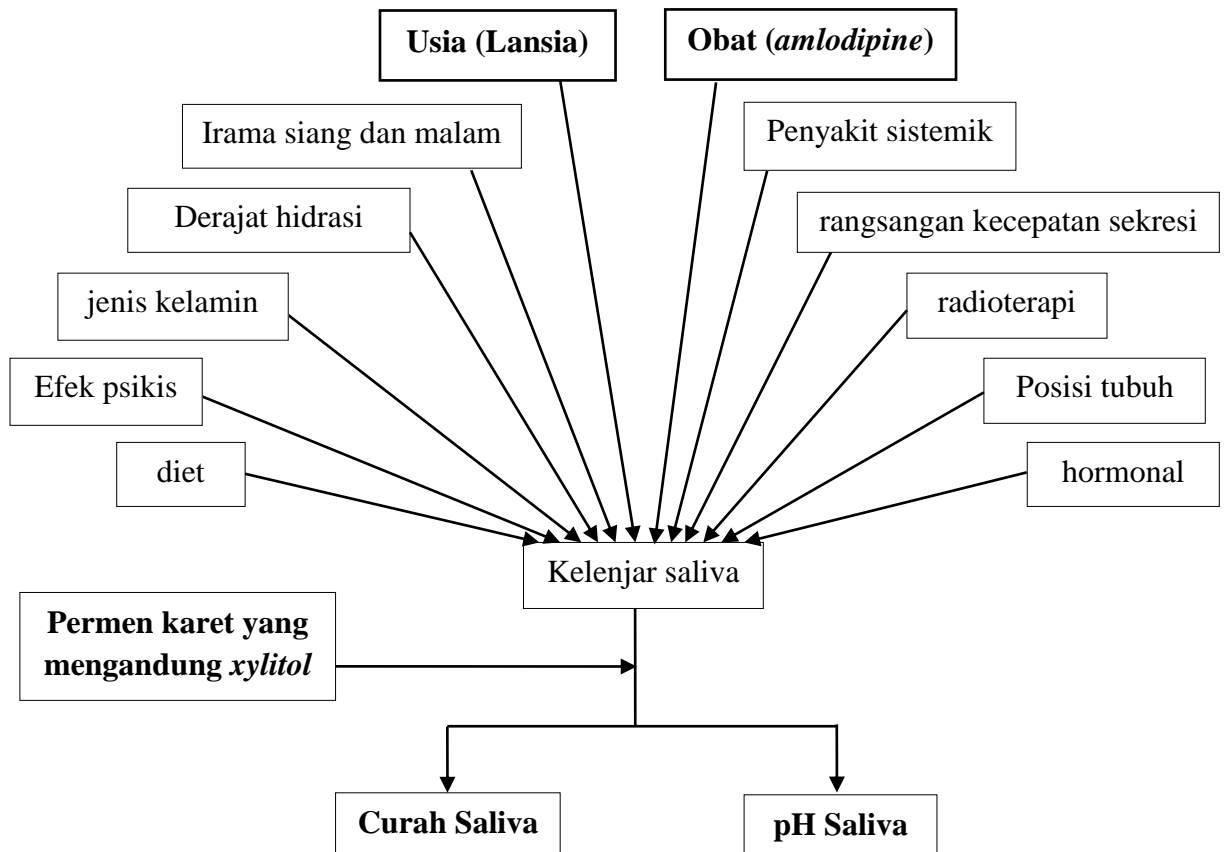 Usia (Lansia)
Obat (amlodipine)
Irama siang dan malam
Penyakit sistemik
Derajat hidrasi
rangsangan kecepatan sekresi
jenis kelamin
radioterapi
Efek psikis
Posisi tubuh
diet
hormonal
Kelenjar saliva
Permen karet yang
mengandung xylitol
Curah Saliva
pH Saliva